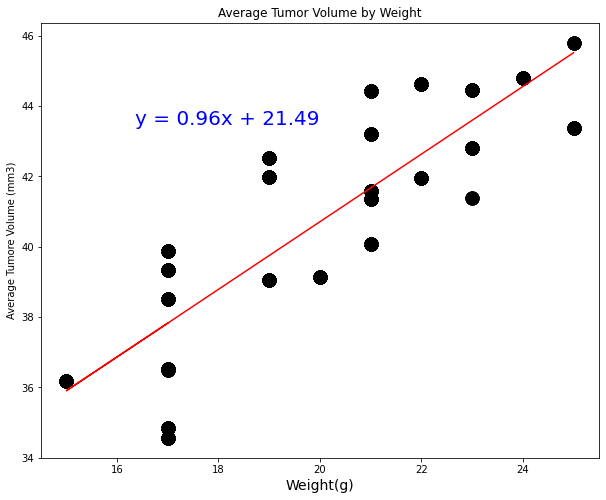 Average Tumor Volume by Weight
46
44
42
40
38
36
34
Average Tumore Volume (mm3)
y = 0.96x + 21.49
16 18 20 22 24
Weight(g)